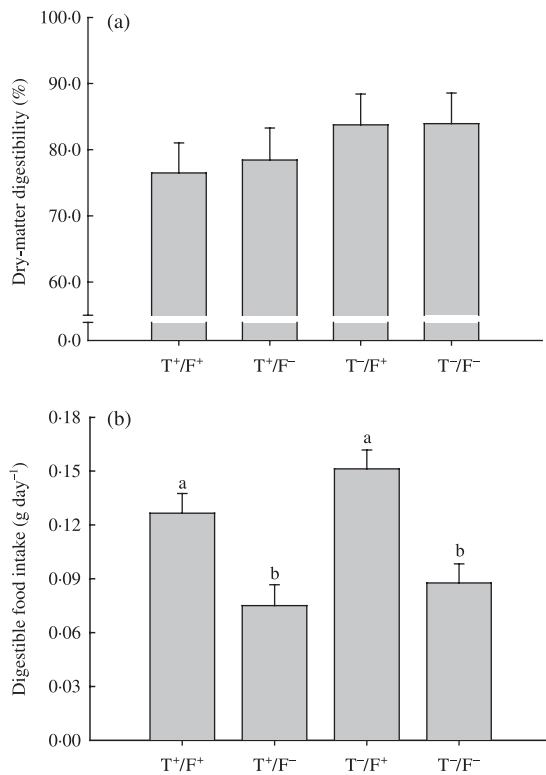 (a)
100·0
90·0
80·0
70·0
60·0
0·0
Dry-matter digestibility (%)
T⁺/F⁺ T⁺/F⁻ T⁻/F⁺ T⁻/F⁻
(b)
0·18
0·15
0·12
0·09
0·06
0·03
0·00
Digestible food intake (g day⁻¹)
a b a b
T⁺/F⁺ T⁺/F⁻ T⁻/F⁺ T⁻/F⁻